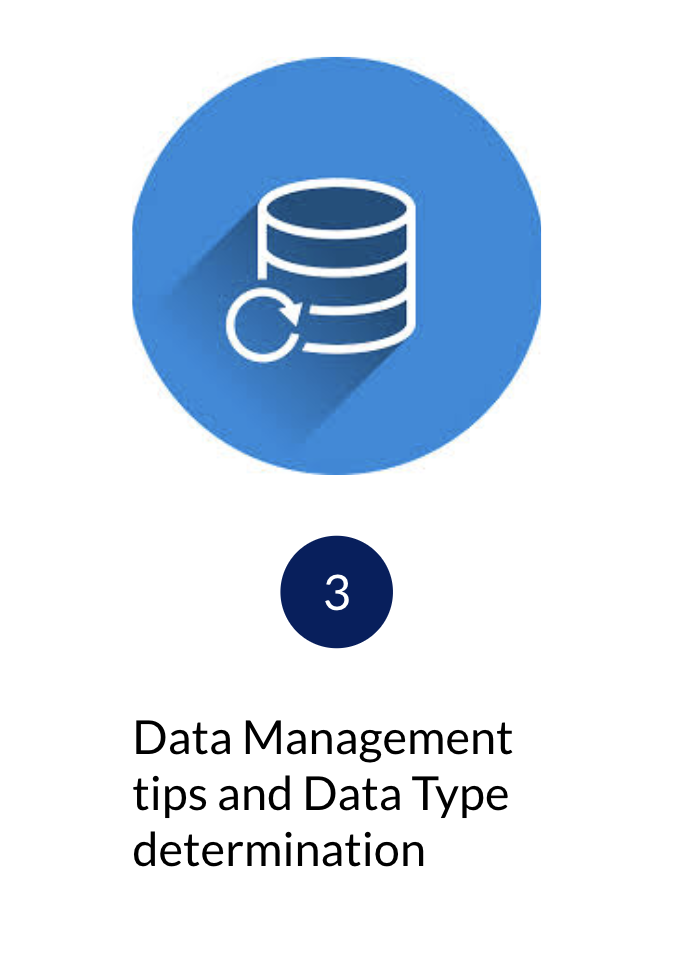 3
Data Management
tips and Data Type
determination